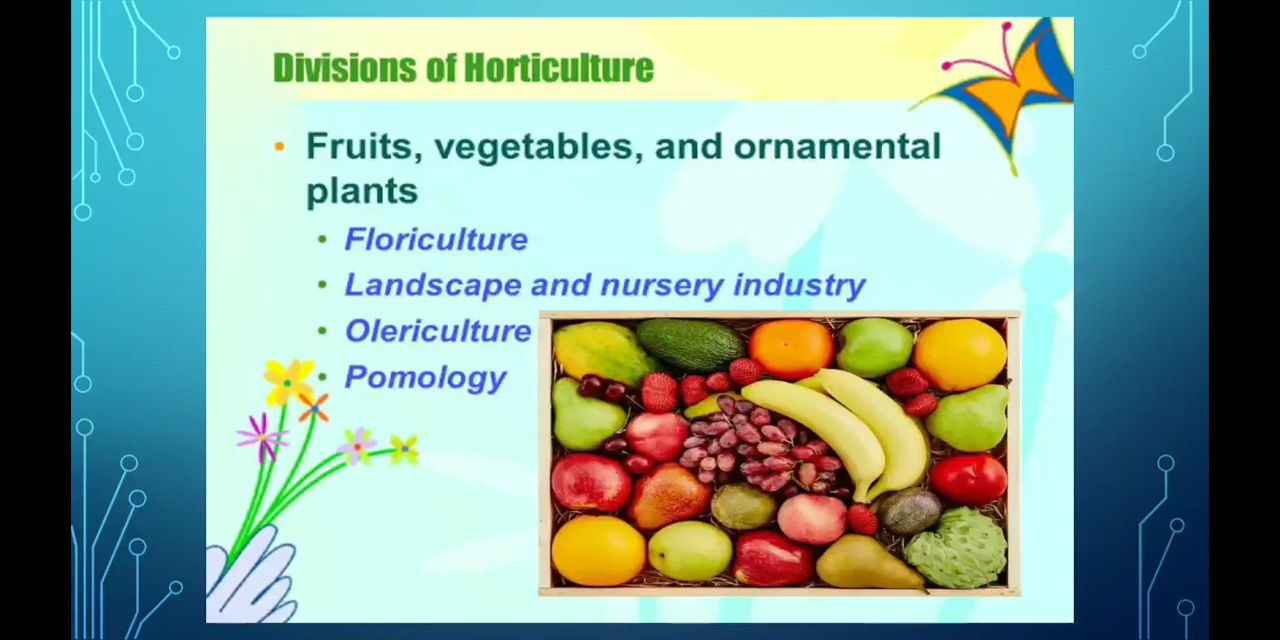 Divisions of Horticulture
• Fruits, vegetables, and ornamental
plants
• Floriculture
• Landscape and nursery industry
• Olericulture
• Pomology